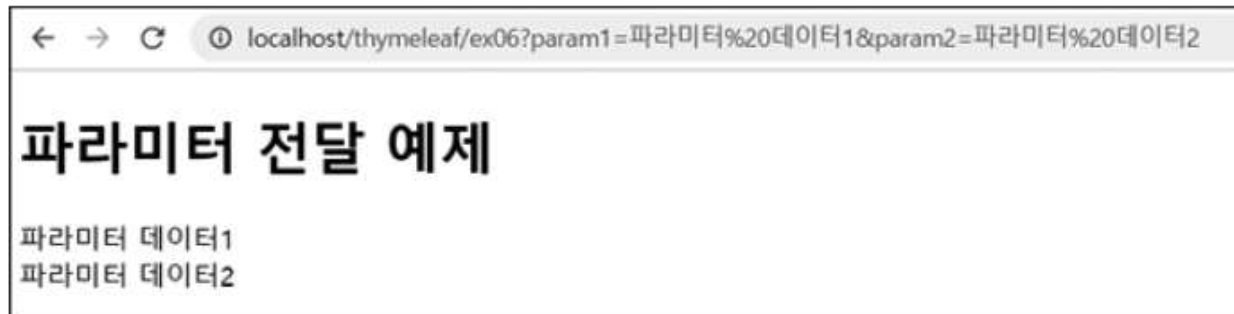 localhost/thymeleaf/ex06?param1=파라미터%20데이터1&param2=파라미터%20데이터2
파라미터 전달 예제
파라미터 데이터1
파라미터 데이터2